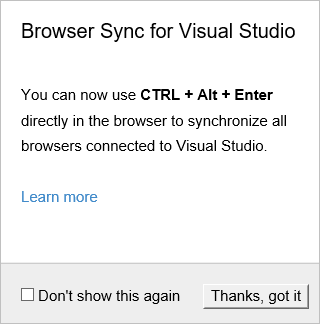 Browser Sync for Visual Studio
You can now use CTRL + Alt + Enter
directly in the browser to synchronize all
browsers connected to Visual Studio.
Learn more
Don't show this again
Thanks, got it